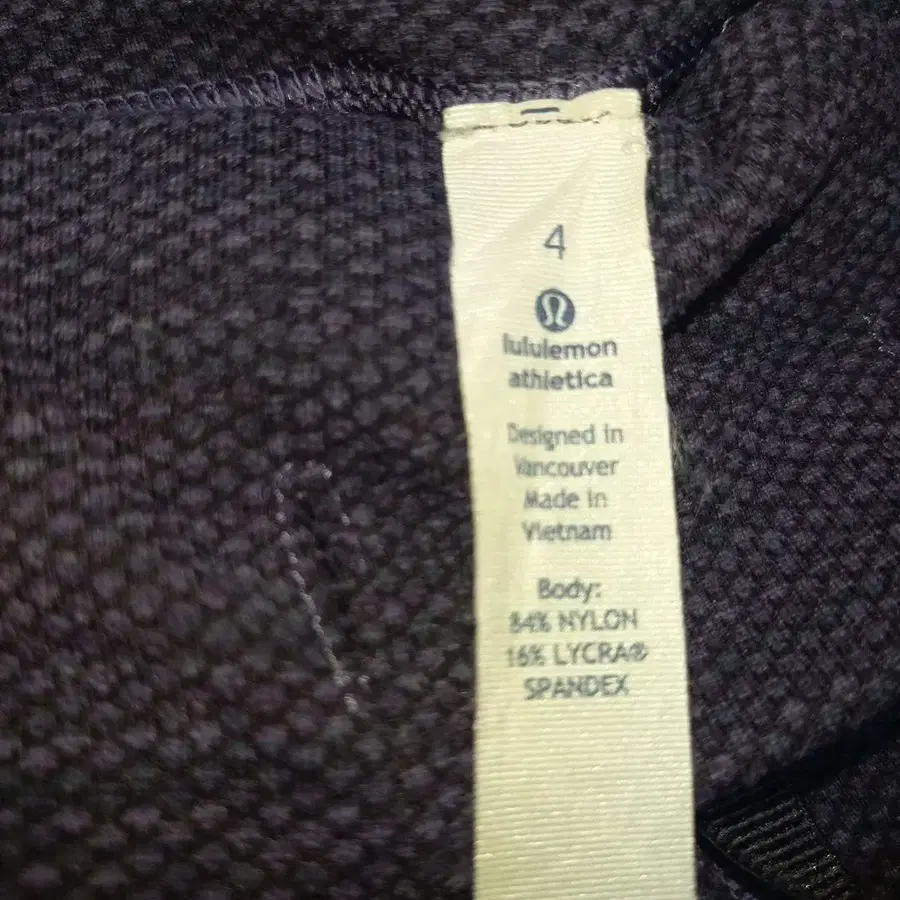 4
lululemon
athletica
Designed in
Vancouver
Made in
Vietnam
Body:
84% NYLON
16% LYCRA®
SPANDEX